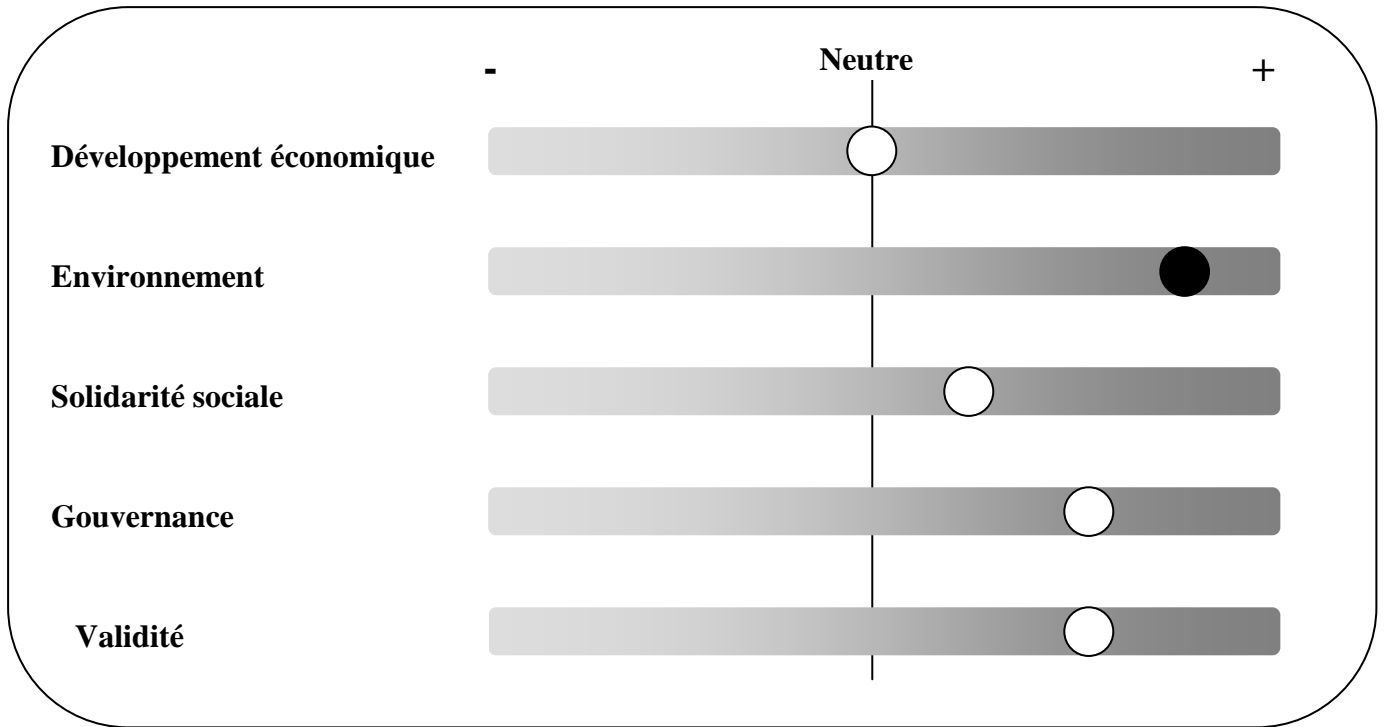 - Neutre +
Développement économique
Environnement
Solidarité sociale
Gouvernance
Validité